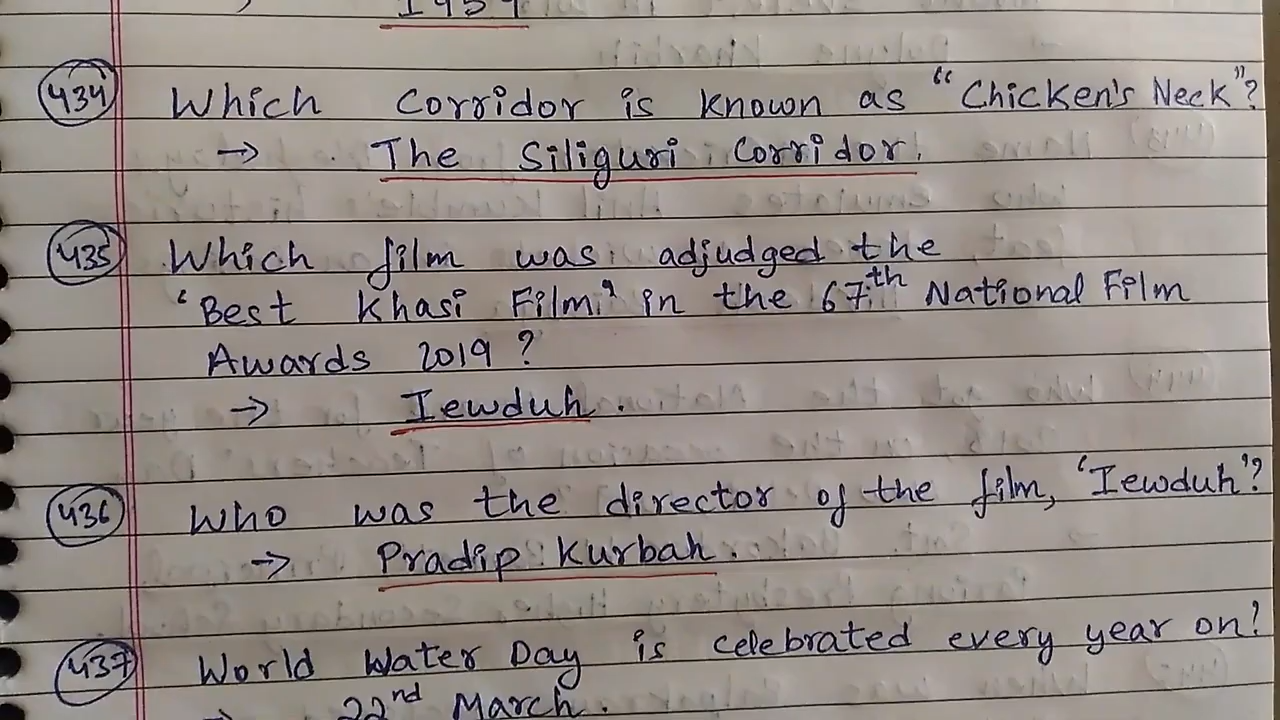 1954
434 Which Corridor is known as "Chicken's Neck"?
→ The Siliguri Corridor.
435 Which film was adjudged the
'Best Khasi Film' in the 67th National Film
Awards 2019?
→ Iewduh.
436 Who was the director of the film, 'Iewduh'?
→ Pradip Kurbah.
437 World Water Day is celebrated every year on?
→ 22nd March.